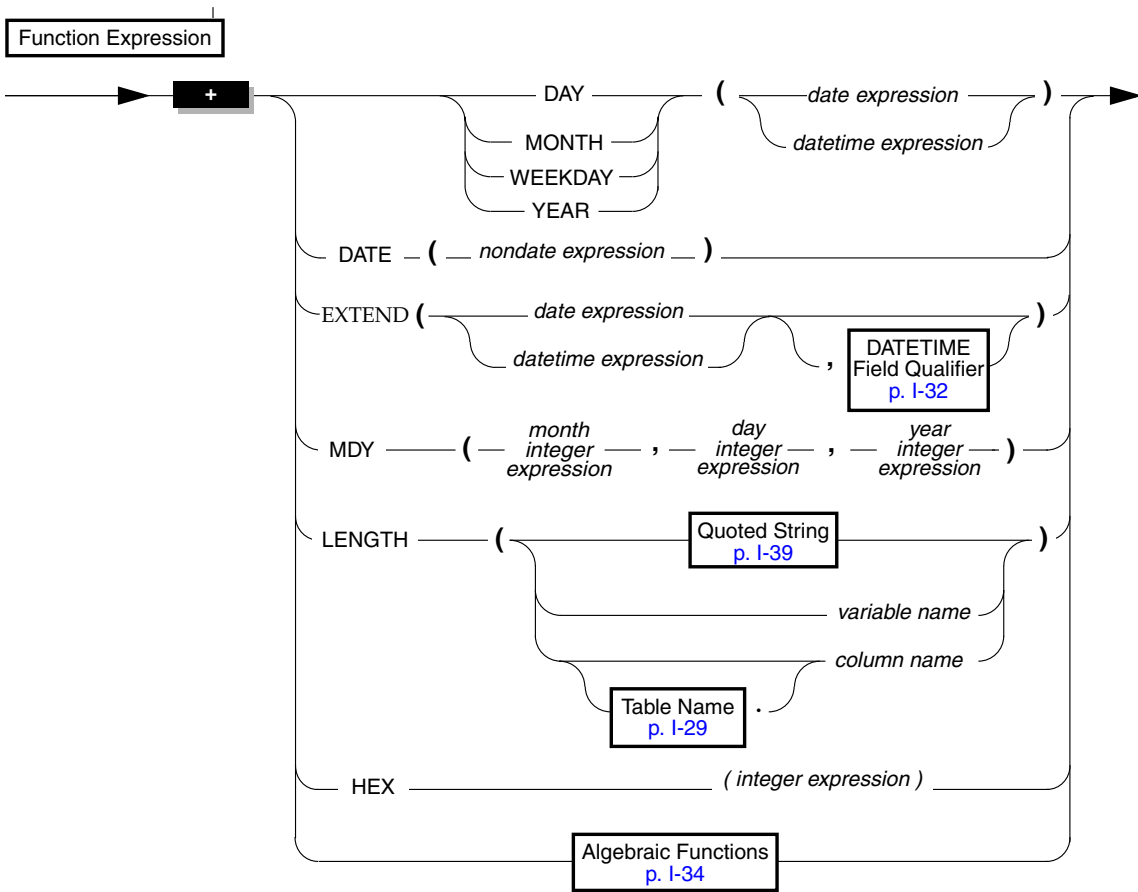 Function Expression
+
DAY ( date expression )
datetime expression
MONTH
WEEKDAY
YEAR
DATE ( nondate expression )
EXTEND ( date expression )
datetime expression , DATETIME
Field Qualifier
p. I-32
MDY ( month integer expression , day integer expression , year integer expression )
LENGTH ( Quoted String )
p. I-39
variable name
column name
Table Name .
p. I-29
HEX ( integer expression )
Algebraic Functions
p. I-34